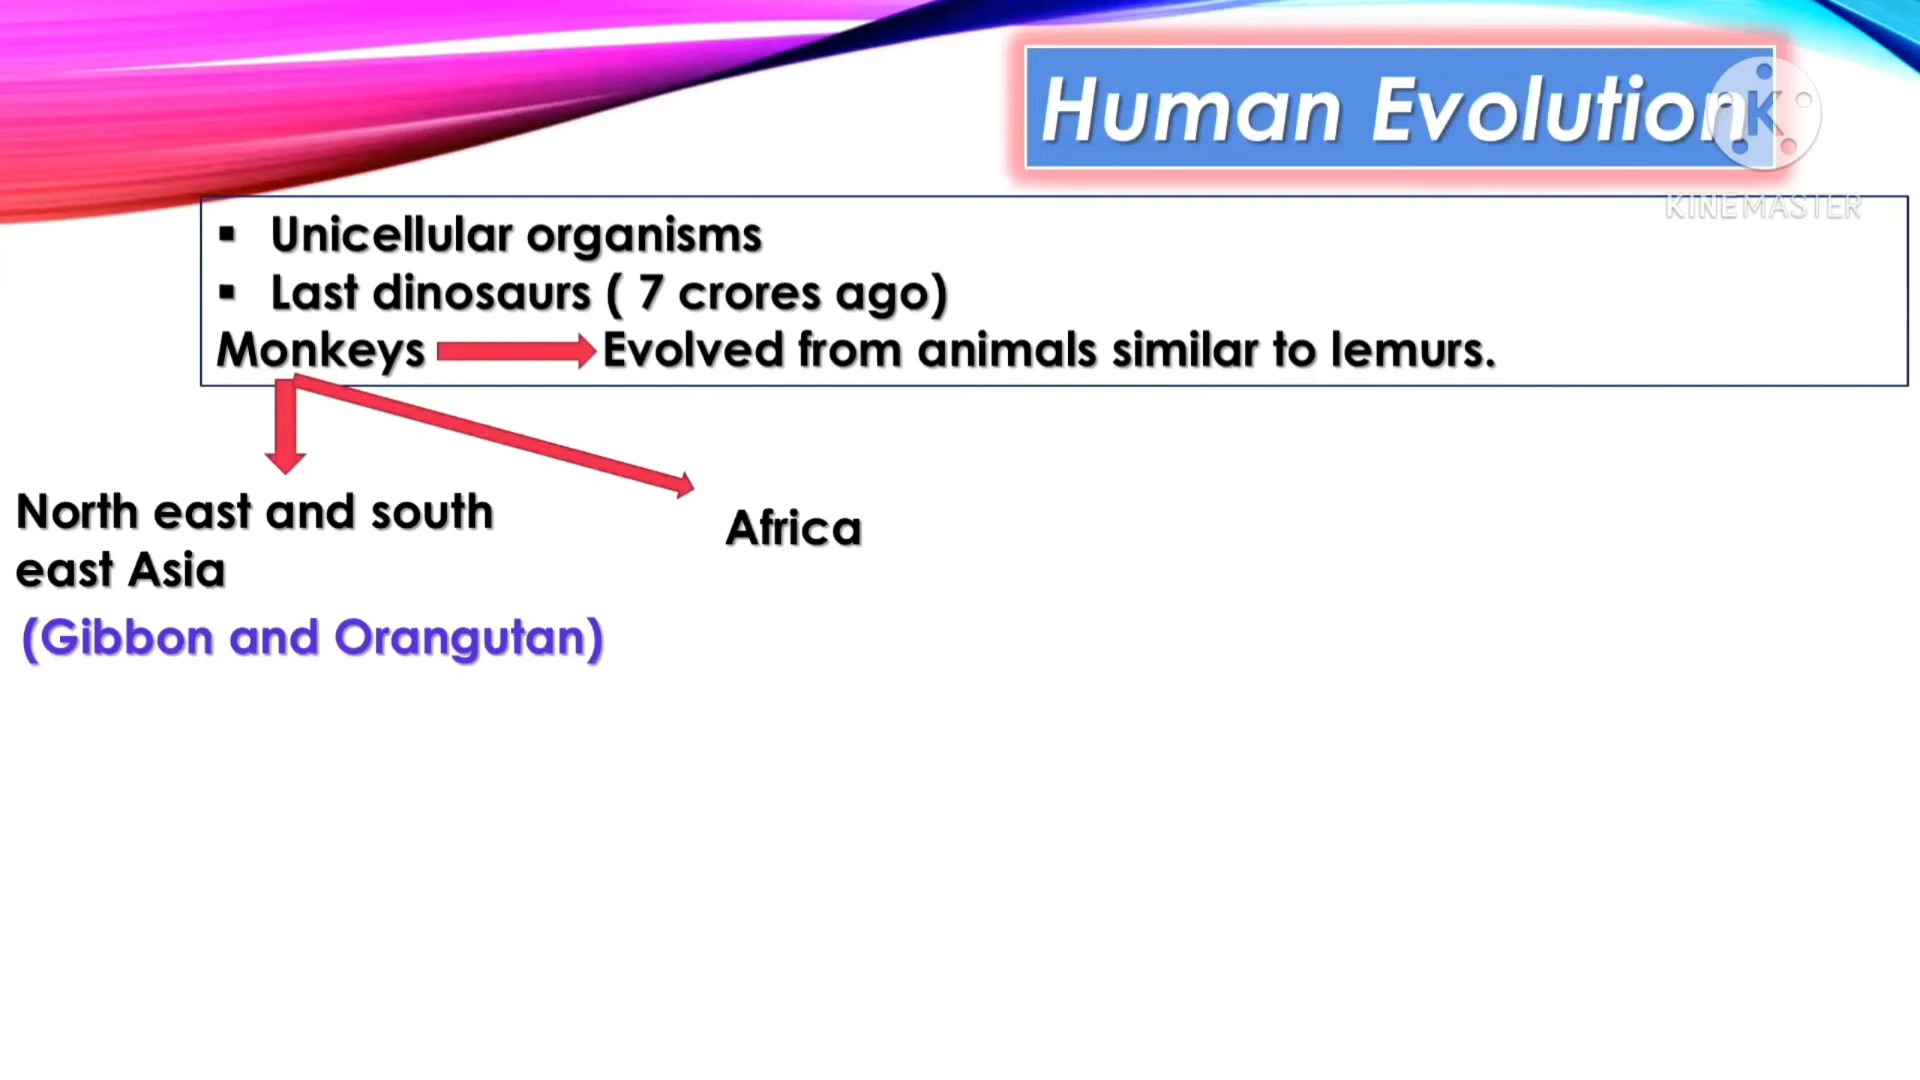 Human Evolution
K
KINEMASTER
▪ Unicellular organisms
▪ Last dinosaurs ( 7 crores ago)
Monkeys Evolved from animals similar to lemurs.
North east and south
east Asia
Africa
(Gibbon and Orangutan)